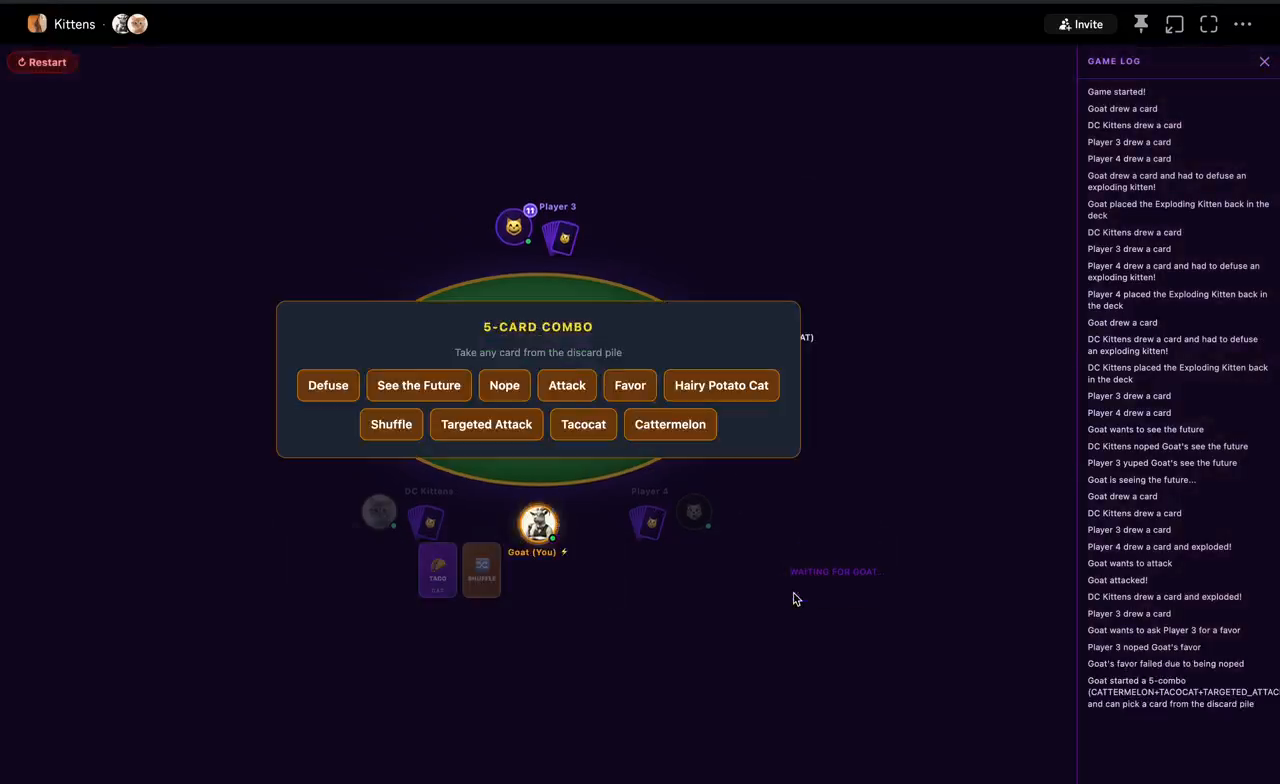 Kittens ·
Invite
Restart
GAME LOG
Game started!
Goat drew a card
DC Kittens drew a card
Player 3 drew a card
Player 4 drew a card
Goat drew a card and had to defuse an
exploding kitten!
Goat placed the Exploding Kitten back in the
deck
DC Kittens drew a card
Player 3 drew a card
Player 4 drew a card and had to defuse an
exploding kitten!
Player 4 placed the Exploding Kitten back in
the deck
Goat drew a card
DC Kittens drew a card and had to defuse
an exploding kitten!
DC Kittens placed the Exploding Kitten back
in the deck
Player 3 drew a card
Player 4 drew a card
Goat wants to see the future
DC Kittens noped Goat's see the future
Player 3 yuped Goat's see the future
Goat is seeing the future...
Goat drew a card
DC Kittens drew a card
Player 3 drew a card
Player 4 drew a card and exploded!
Goat wants to attack
Goat attacked!
DC Kittens drew a card and exploded!
Player 3 drew a card
Goat wants to ask Player 3 for a favor
Player 3 noped Goat's favor
Goat's favor failed due to being noped
Goat started a 5-combo
(CATTERMELON+TACOCAT+TARGETED_ATTAC
and can pick a card from the discard pile
11
Player 3
5-CARD COMBO
Take any card from the discard pile
Defuse
See the Future
Nope
Attack
Favor
Hairy Potato Cat
Shuffle
Targeted Attack
Tacocat
Cattermelon
AT)
DC Kittens
Player 4
Goat (You)
TACO
CAT
SHUFFLE
WAITING FOR GOAT...